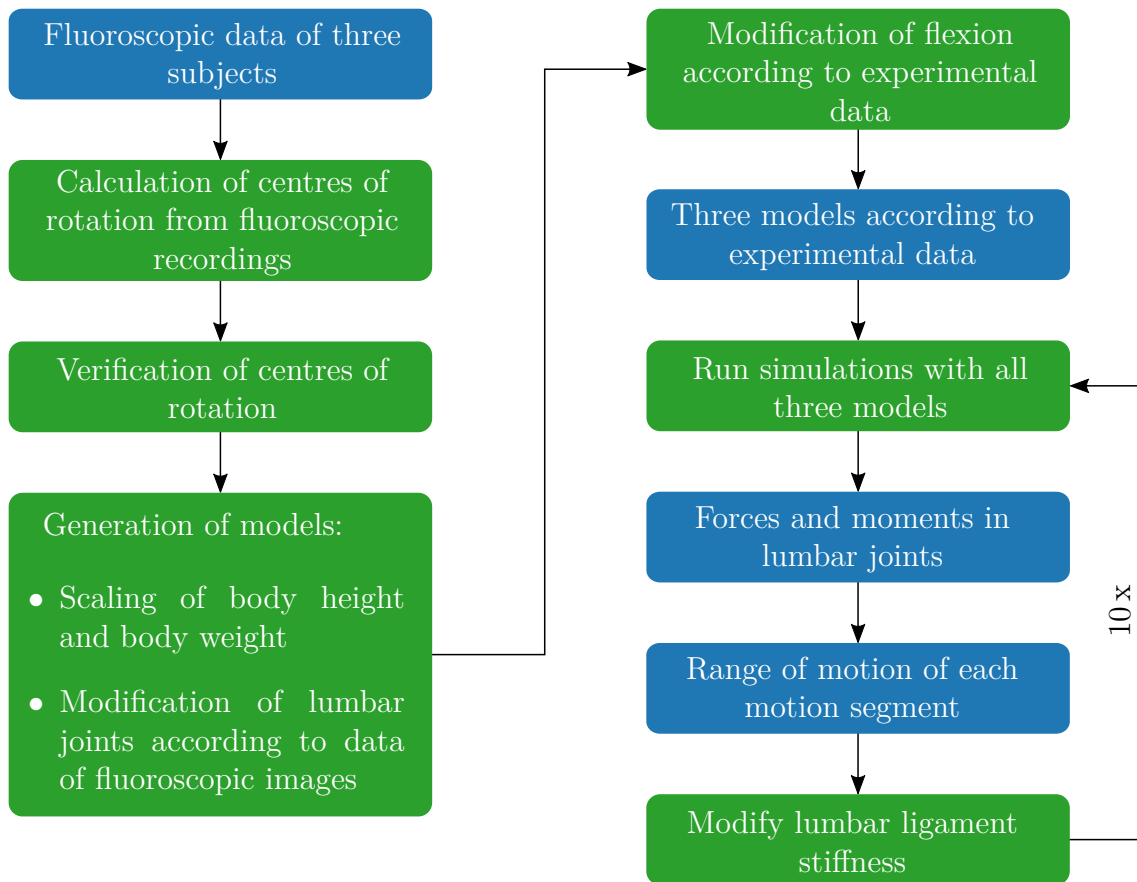 Fluoroscopic data of three
subjects
Calculation of centres of
rotation from fluoroscopic
recordings
Verification of centres of
rotation
Generation of models:
• Scaling of body height
and body weight
• Modification of lumbar
joints according to data
of fluoroscopic images
Modification of flexion
according to experimental
data
Three models according to
experimental data
Run simulations with all
three models
Forces and moments in
lumbar joints
Range of motion of each
motion segment
Modify lumbar ligament
stiffness
10 x